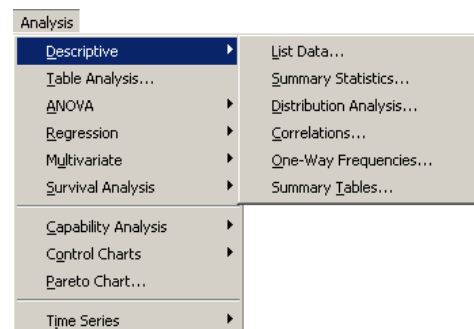 Analysis
Descriptive
Table Analysis...
ANOVA
Regression
Multivariate
Survival Analysis
Capability Analysis
Control Charts
Pareto Chart...
Time Series
List Data...
Summary Statistics...
Distribution Analysis...
Correlations...
One-Way Frequencies...
Summary Tables...